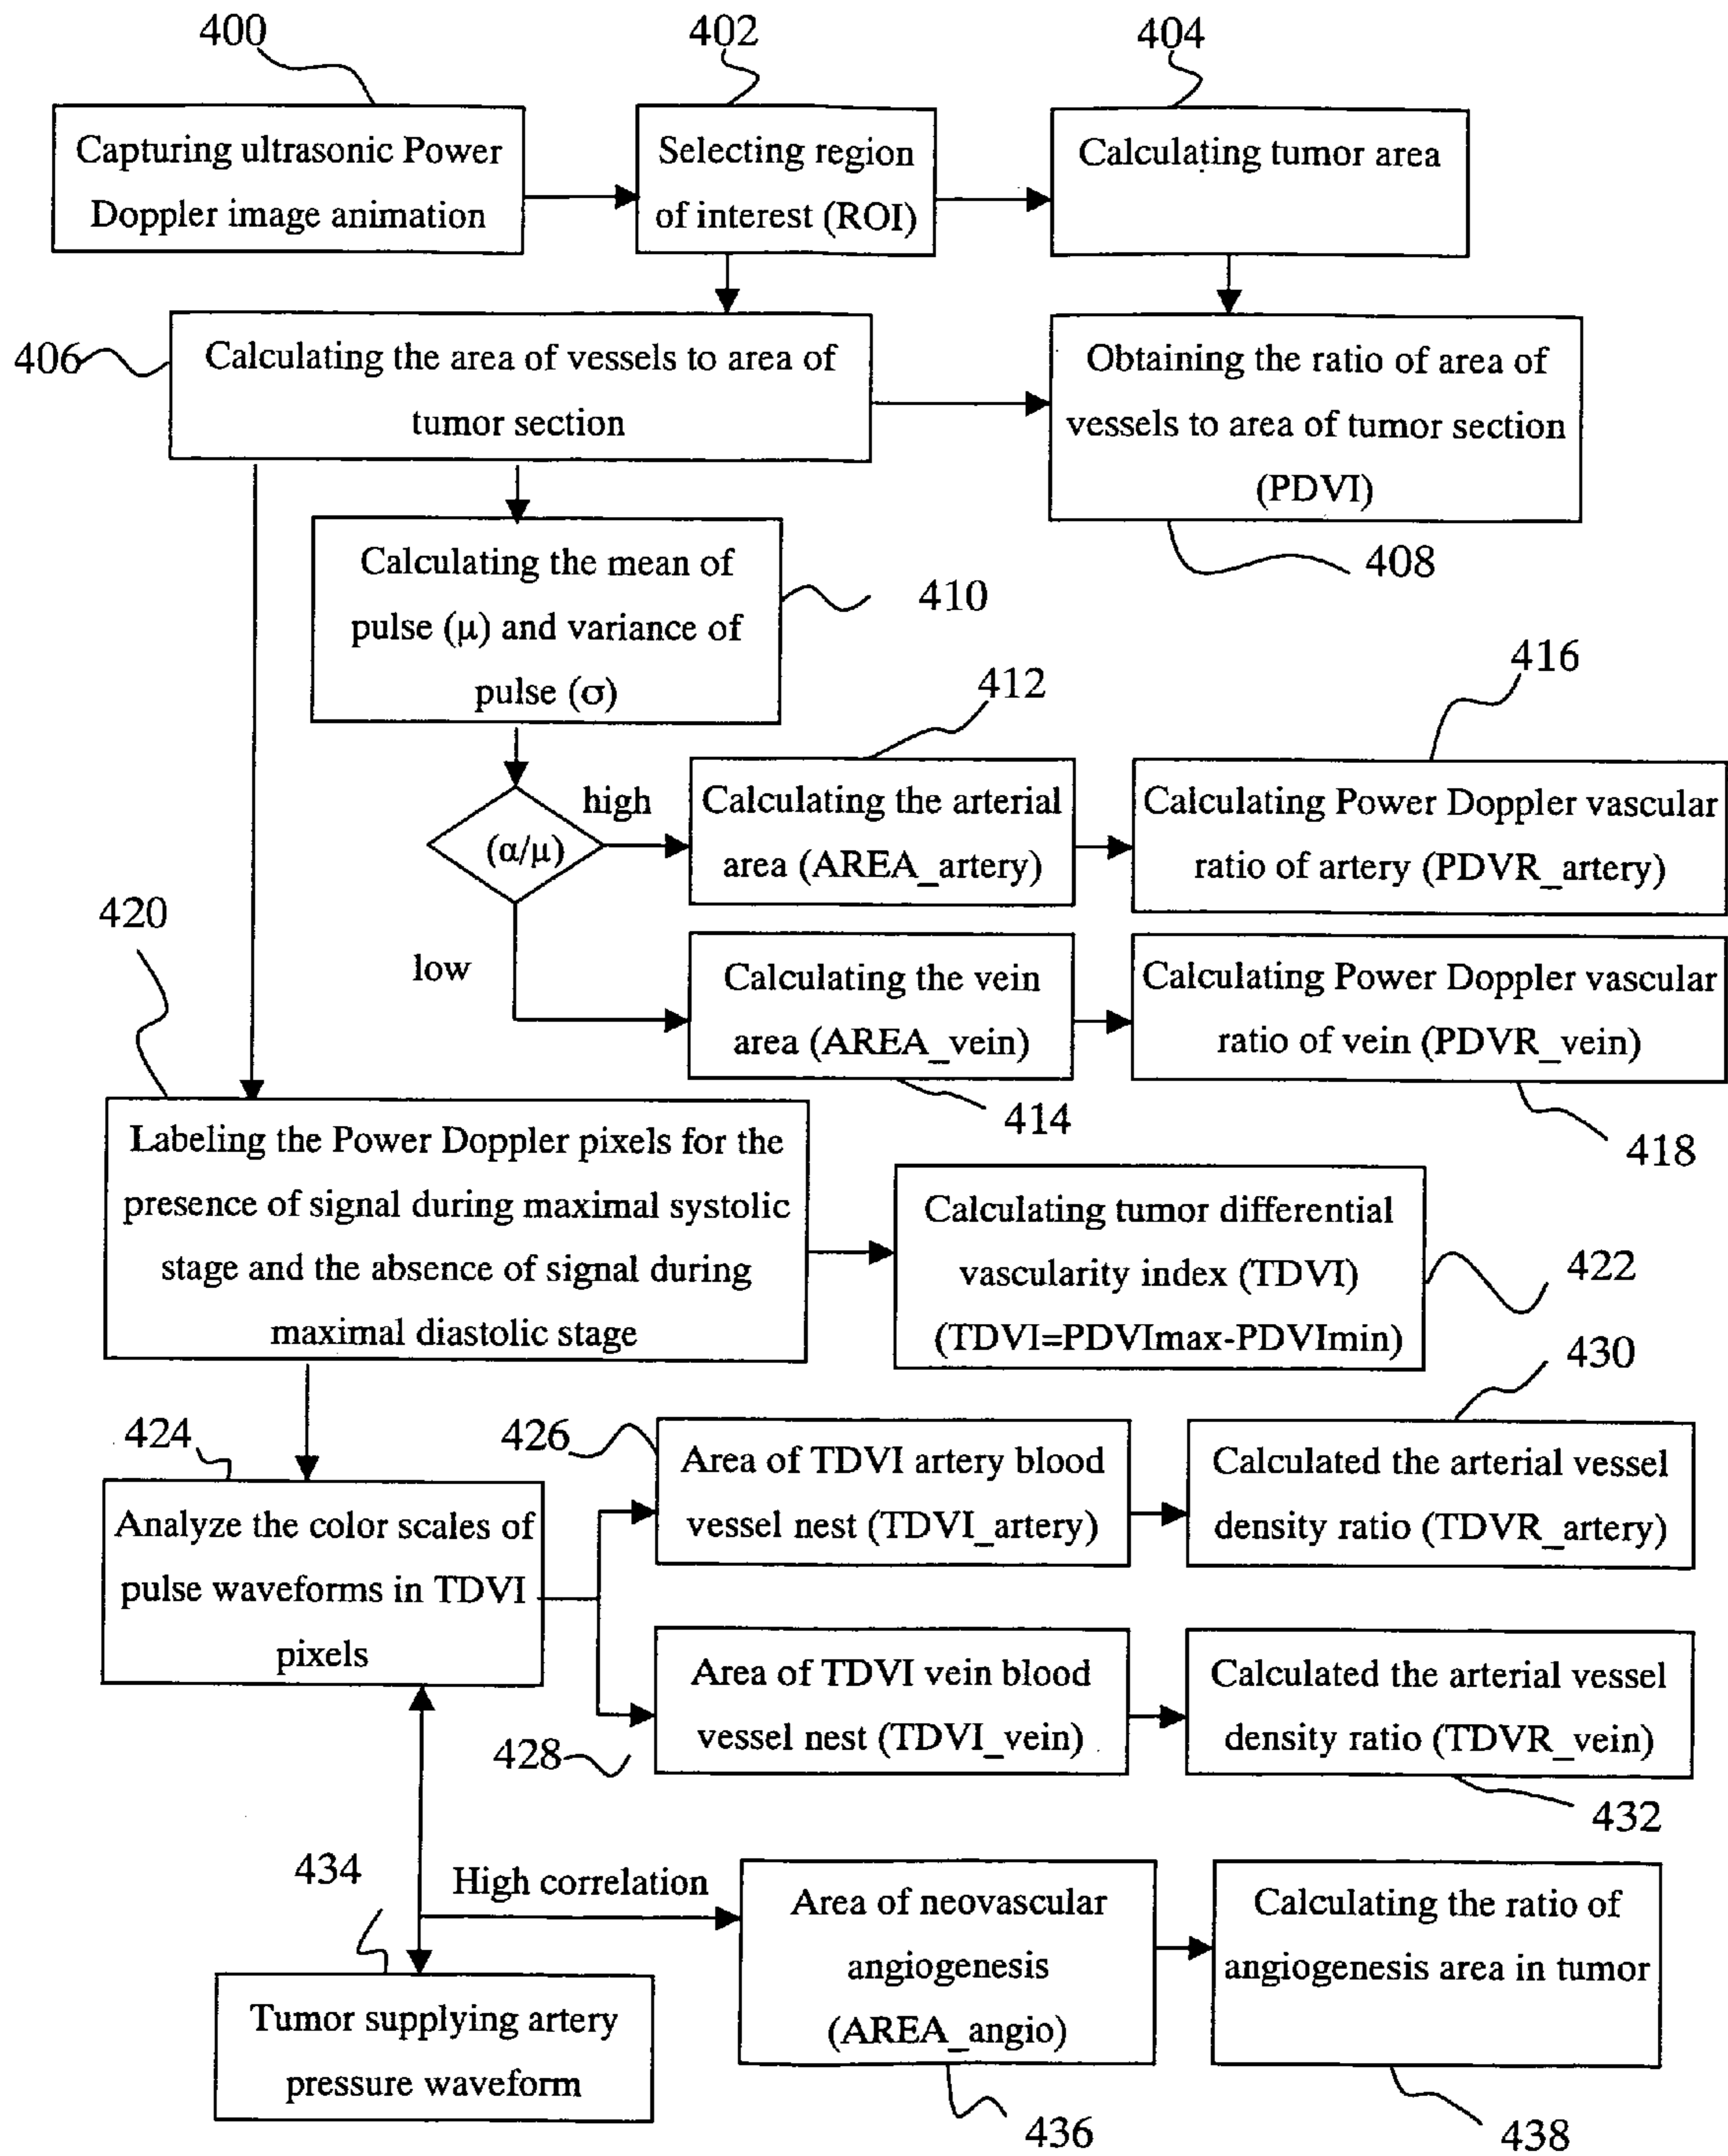 400
402
404
Capturing ultrasonic Power
Doppler image animation
Selecting region
of interest (ROI)
Calculating tumor area
406
Calculating the area of vessels to area of
tumor section
Obtaining the ratio of area of
vessels to area of tumor section
(PDVI)
408
Calculating the mean of
pulse (μ) and variance of
pulse (σ)
410
412
416
(α/μ)
high
Calculating the arterial
area (AREA_artery)
Calculating Power Doppler vascular
ratio of artery (PDVR_artery)
420
low
Calculating the vein
area (AREA_vein)
Calculating Power Doppler vascular
ratio of vein (PDVR_vein)
414
418
Labeling the Power Doppler pixels for the
presence of signal during maximal systolic
stage and the absence of signal during
maximal diastolic stage
Calculating tumor differential
vascularity index (TDVI)
(TDVI=PDVImax-PDVImin)
422
430
424
426
Analyze the color scales of
pulse waveforms in TDVI
pixels
Area of TDVI artery blood
vessel nest (TDVI_artery)
Calculated the arterial vessel
density ratio (TDVR_artery)
428
Area of TDVI vein blood
vessel nest (TDVI_vein)
Calculated the arterial vessel
density ratio (TDVR_vein)
432
434
High correlation
Area of neovascular
angiogenesis
(AREA_angio)
Calculating the ratio of
angiogenesis area in tumor
Tumor supplying artery
pressure waveform
436
438